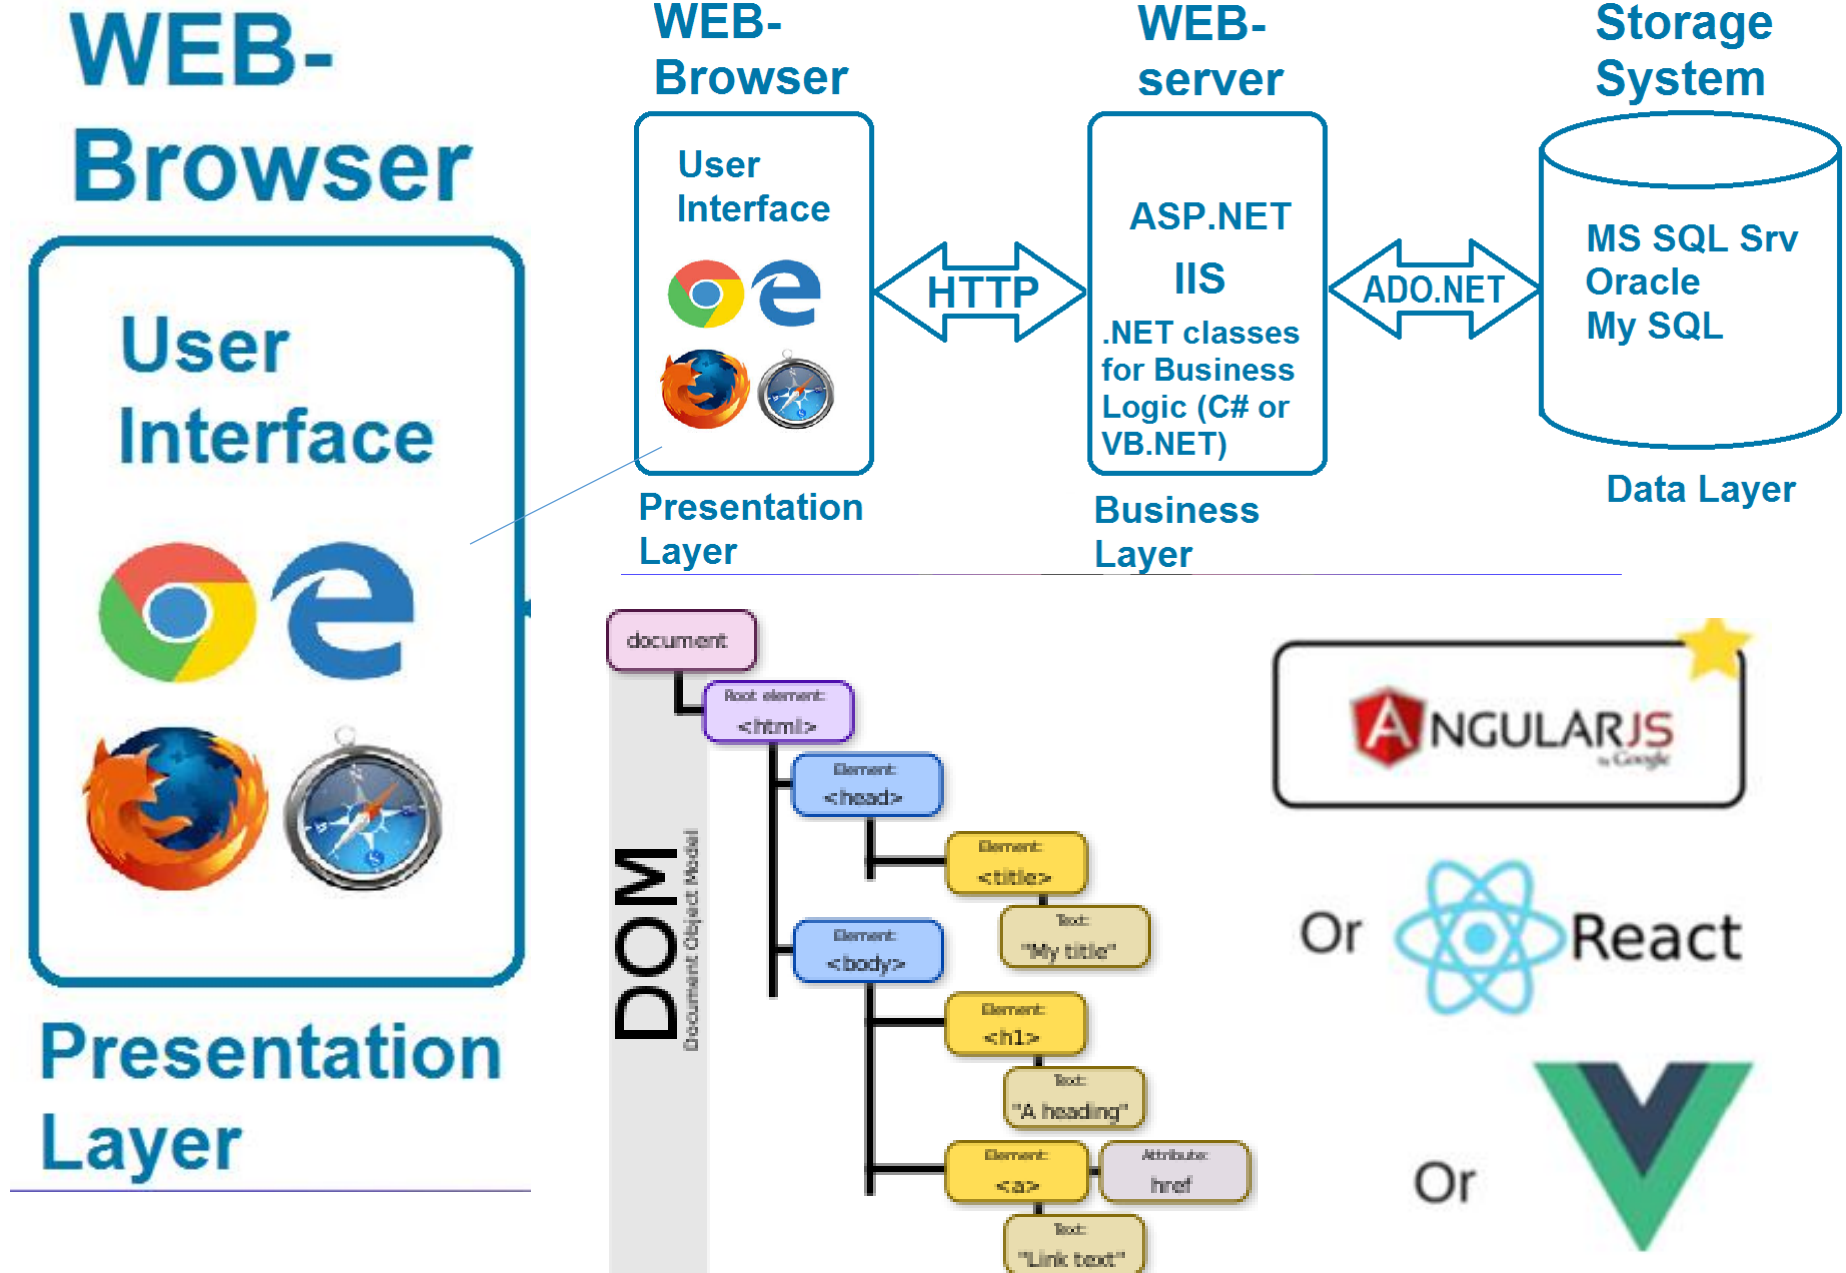 WEB-
Browser
User
Interface
Presentation
Layer
WEB-
Browser
User
Interface
Presentation
Layer
HTTP
WEB-
server
ASP.NET
IIS
.NET classes
for Business
Logic (C# or
VB.NET)
Business
Layer
ADO.NET
Storage
System
MS SQL Srv
Oracle
My SQL
Data Layer
DOM
Document Object Model
document
Root element:
<html>
Element:
<head>
Element:
<title>
Text:
"My title"
Element:
<body>
Element:
<h1>
Text:
"A heading"
Element:
<a>
Attribute:
href
Text:
"Link text"
ANGULARJS
by Google
Or
React
Or